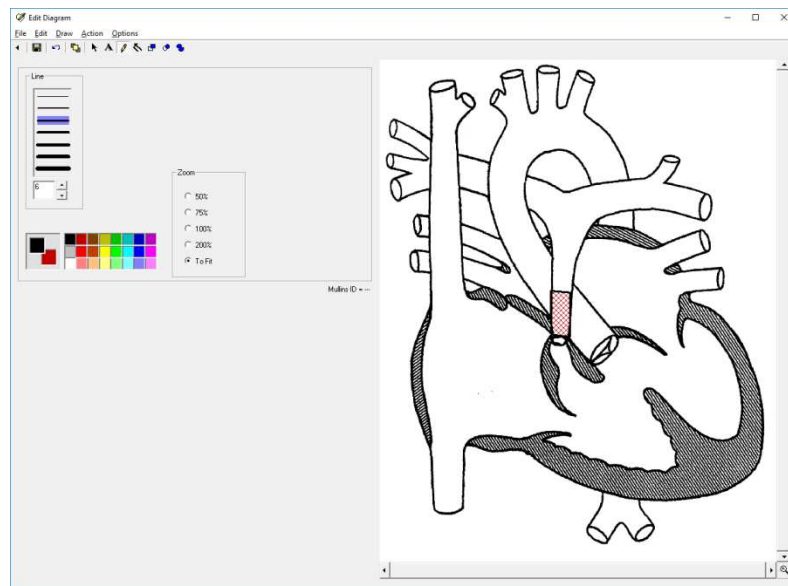 Edit Diagram
File Edit Draw Action Options
Line
6
Zoom
50%
75%
100%
200%
To Fit
Mullins ID = --